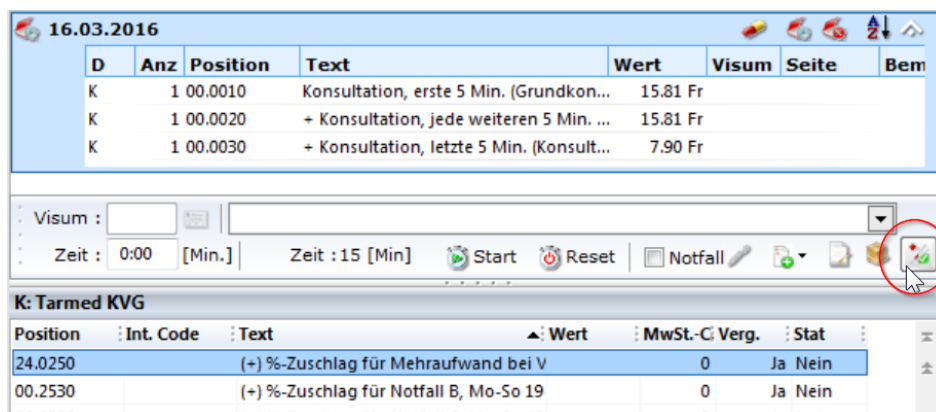 16.03.2016
D Anz Position Text Wert Visum Seite Bem
K 1 00.0010 Konsultation, erste 5 Min. (Grundkon... 15.81 Fr
K 1 00.0020 + Konsultation, jede weiteren 5 Min. ... 15.81 Fr
K 1 00.0030 + Konsultation, letzte 5 Min. (Konsult... 7.90 Fr
Visum :
Zeit : 0:00 [Min.] Zeit :15 [Min] Start Reset Notfall
K: Tarmed KVG
Position Int. Code Text Wert MwSt.-C Verg. Stat
24.0250 (+) %-Zuschlag für Mehraufwand bei V 0 Ja Nein
00.2530 (+) %-Zuschlag für Notfall B, Mo-So 19 0 Ja Nein